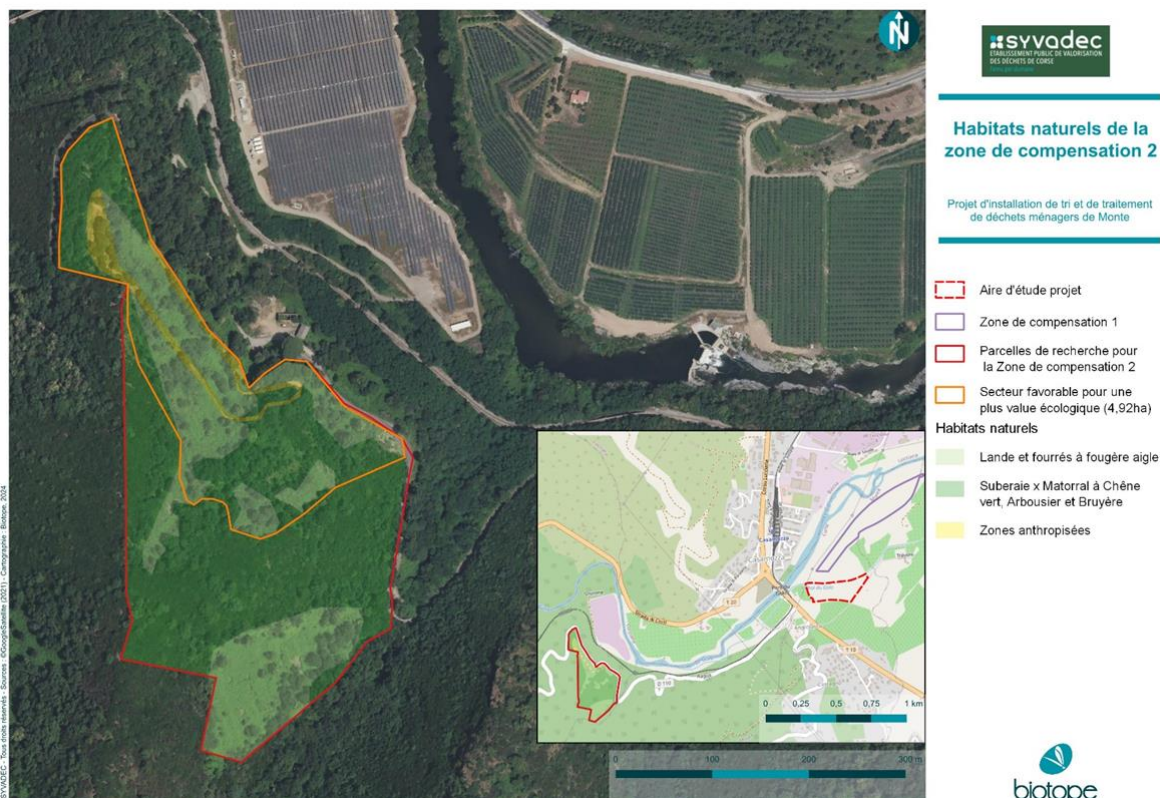 N
syvadec
ETABLISSEMENT PUBLIC DE VALORISATION
DES DÉCHETS DE CORSE
Habitats naturels de la
zone de compensation 2
Projet d'installation de tri et de traitement
de déchets ménagers de Monte
Aire d'étude projet
Zone de compensation 1
Parcelles de recherche pour
la Zone de compensation 2
Secteur favorable pour une
plus value écologique (4,92ha)
Habitats naturels
Lande et fourrés à fougère aigle
Suberaie x Matorral à Chêne
vert, Arbousier et Bruyère
Zones anthropisées
T 20
T 10
0 0,25 0,5 0,75 1 km
0 100 200 300 m
SYVADEC - Tous droits réservés - Sources : ©GoogleSatellite (2021) - Cartographie : Biotope, 2024
biotope